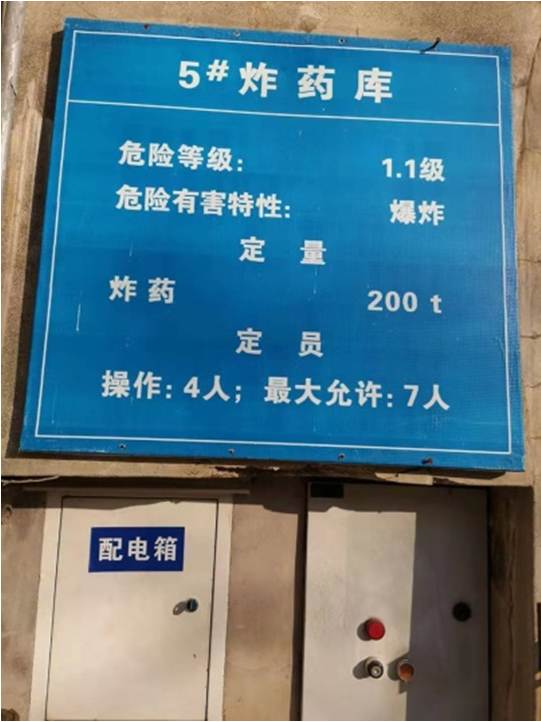 5#炸药库
危险等级: 1.1级
危险有害特性: 爆炸
定 量
炸药 200 t
定 员
操作: 4人; 最大允许: 7人
配电箱